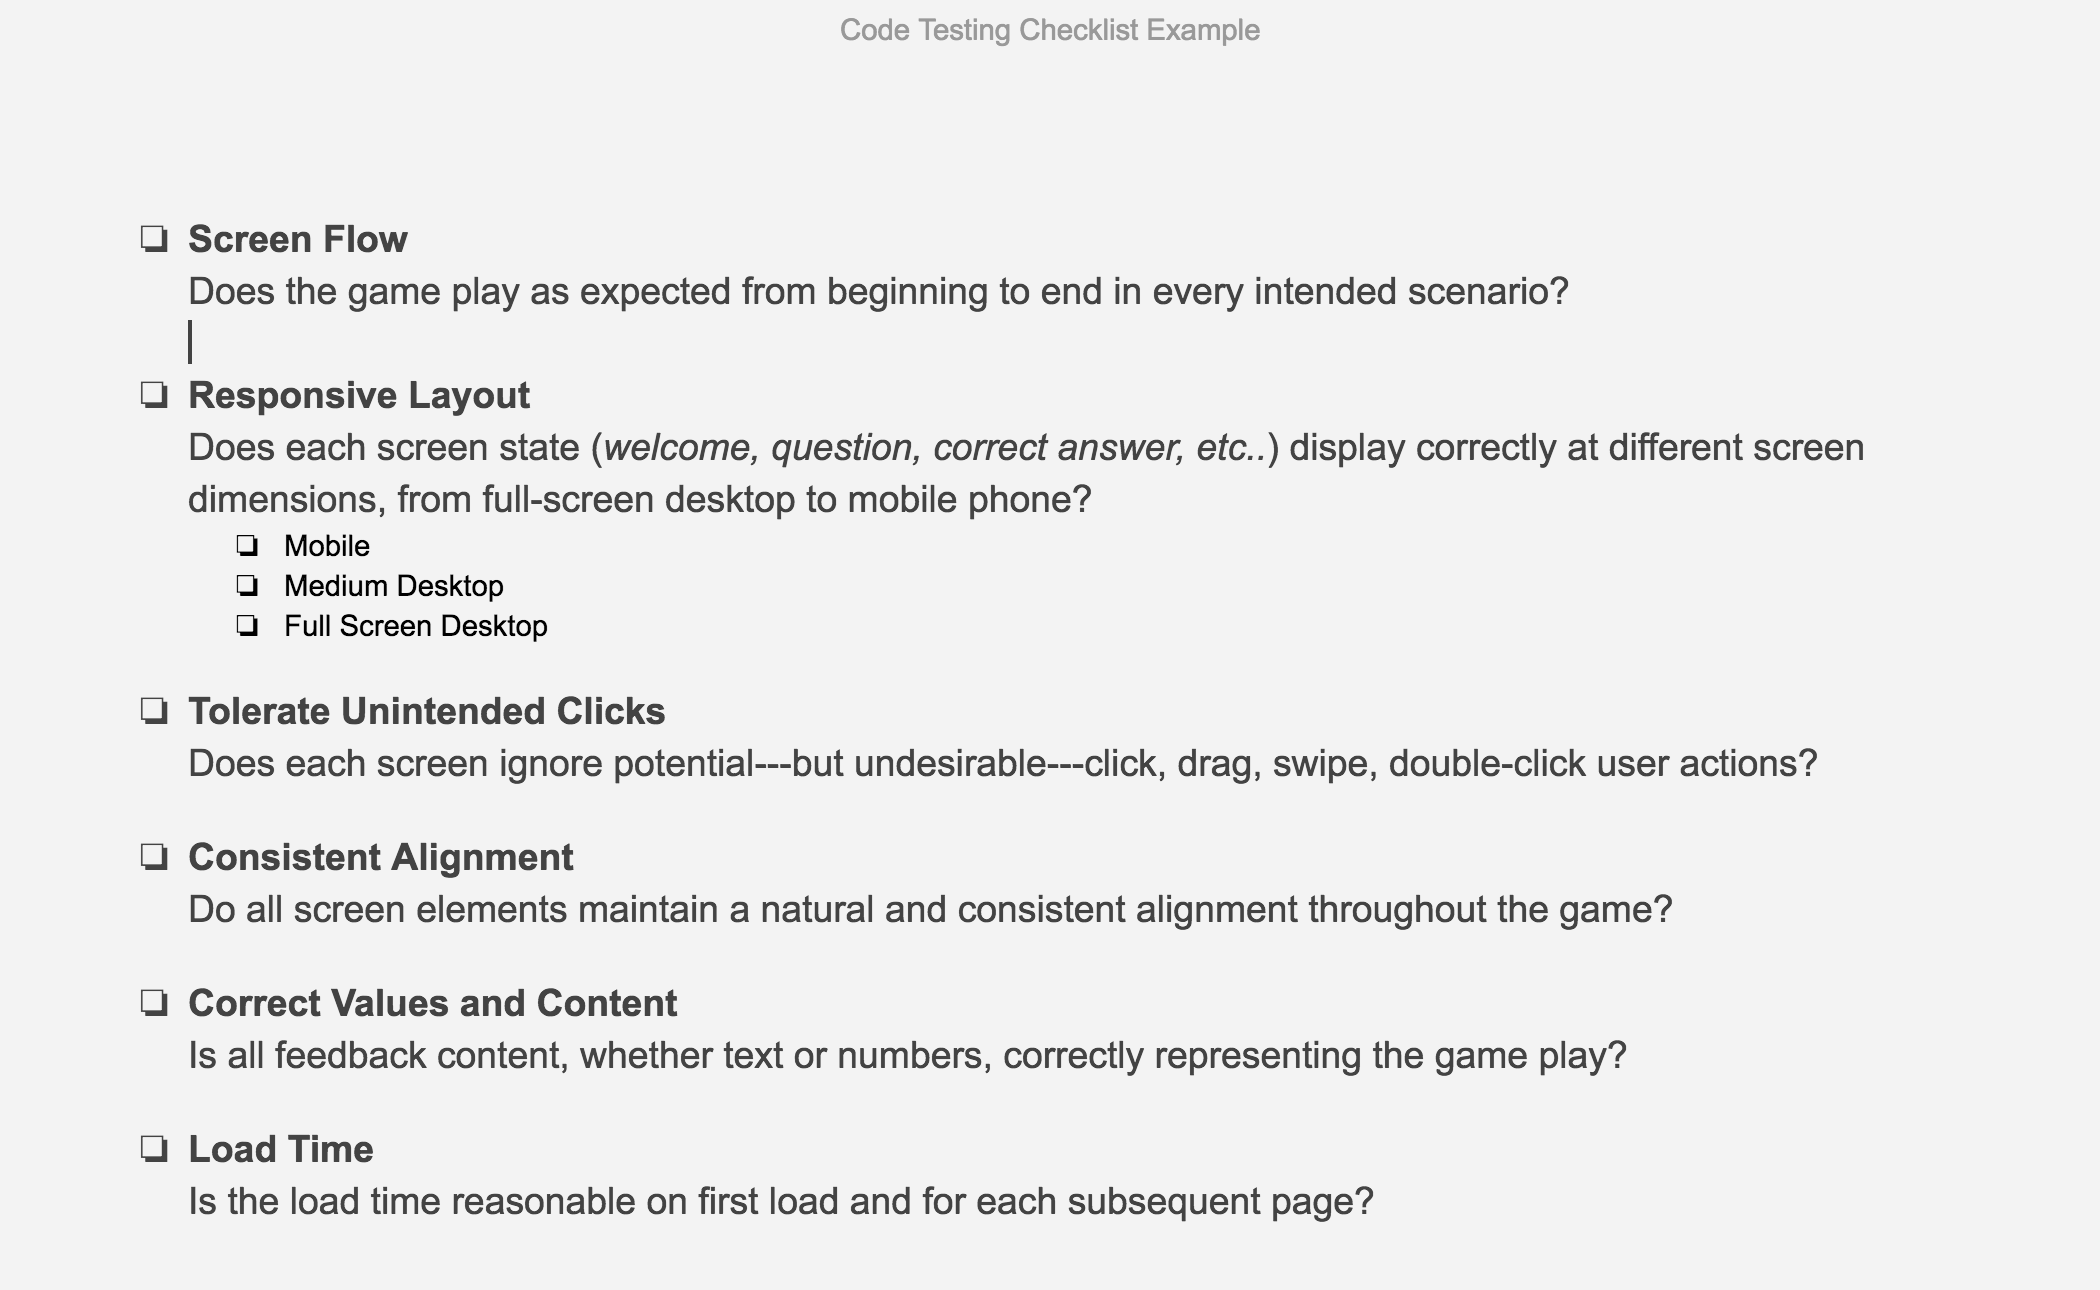 Code Testing Checklist Example
❏ Screen Flow
Does the game play as expected from beginning to end in every intended scenario?
❏ Responsive Layout
Does each screen state (welcome, question, correct answer, etc..) display correctly at different screen
dimensions, from full-screen desktop to mobile phone?
❏ Mobile
❏ Medium Desktop
❏ Full Screen Desktop
❏ Tolerate Unintended Clicks
Does each screen ignore potential---but undesirable---click, drag, swipe, double-click user actions?
❏ Consistent Alignment
Do all screen elements maintain a natural and consistent alignment throughout the game?
❏ Correct Values and Content
Is all feedback content, whether text or numbers, correctly representing the game play?
❏ Load Time
Is the load time reasonable on first load and for each subsequent page?